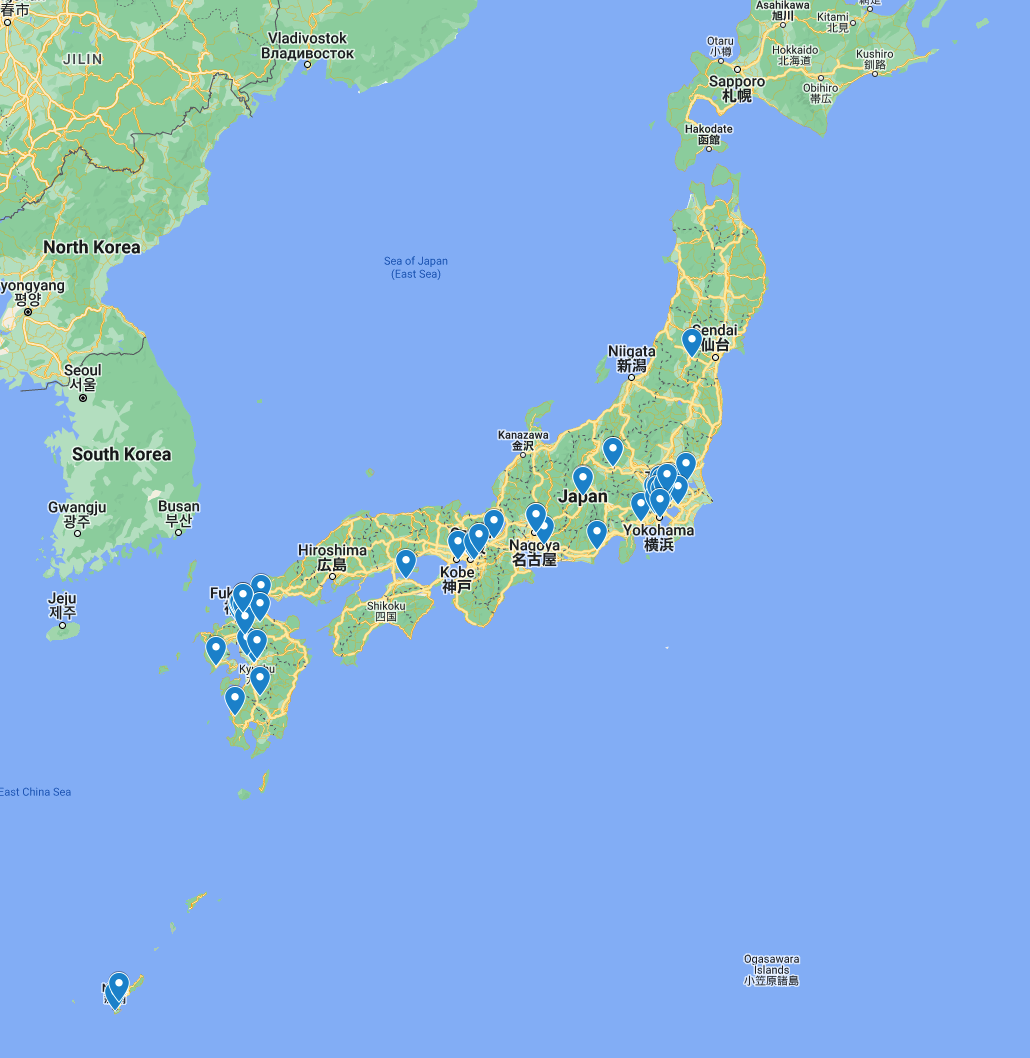 春市
JILIN
Vladivostok
Владивосток
Asahikawa
旭川
Kitami
北見
Otaru
小樽
Hokkaido
北海道
Kushiro
釧路
Sapporo
札幌
Obihiro
帯広
Hakodate
函館
North Korea
Sea of Japan
(East Sea)
yongyang
평양
Sendai
仙台
Niigata
新潟
Seoul
서울
Kanazawa
金沢
South Korea
Japan
Gwangju
광주
Busan
부산
Yokohama
横浜
Nagoya
名古屋
Hiroshima
広島
Kobe
神戸
Fuk
Jeju
제주
Shikoku
四国
East China Sea
Ogasawara
Islands
小笠原諸島